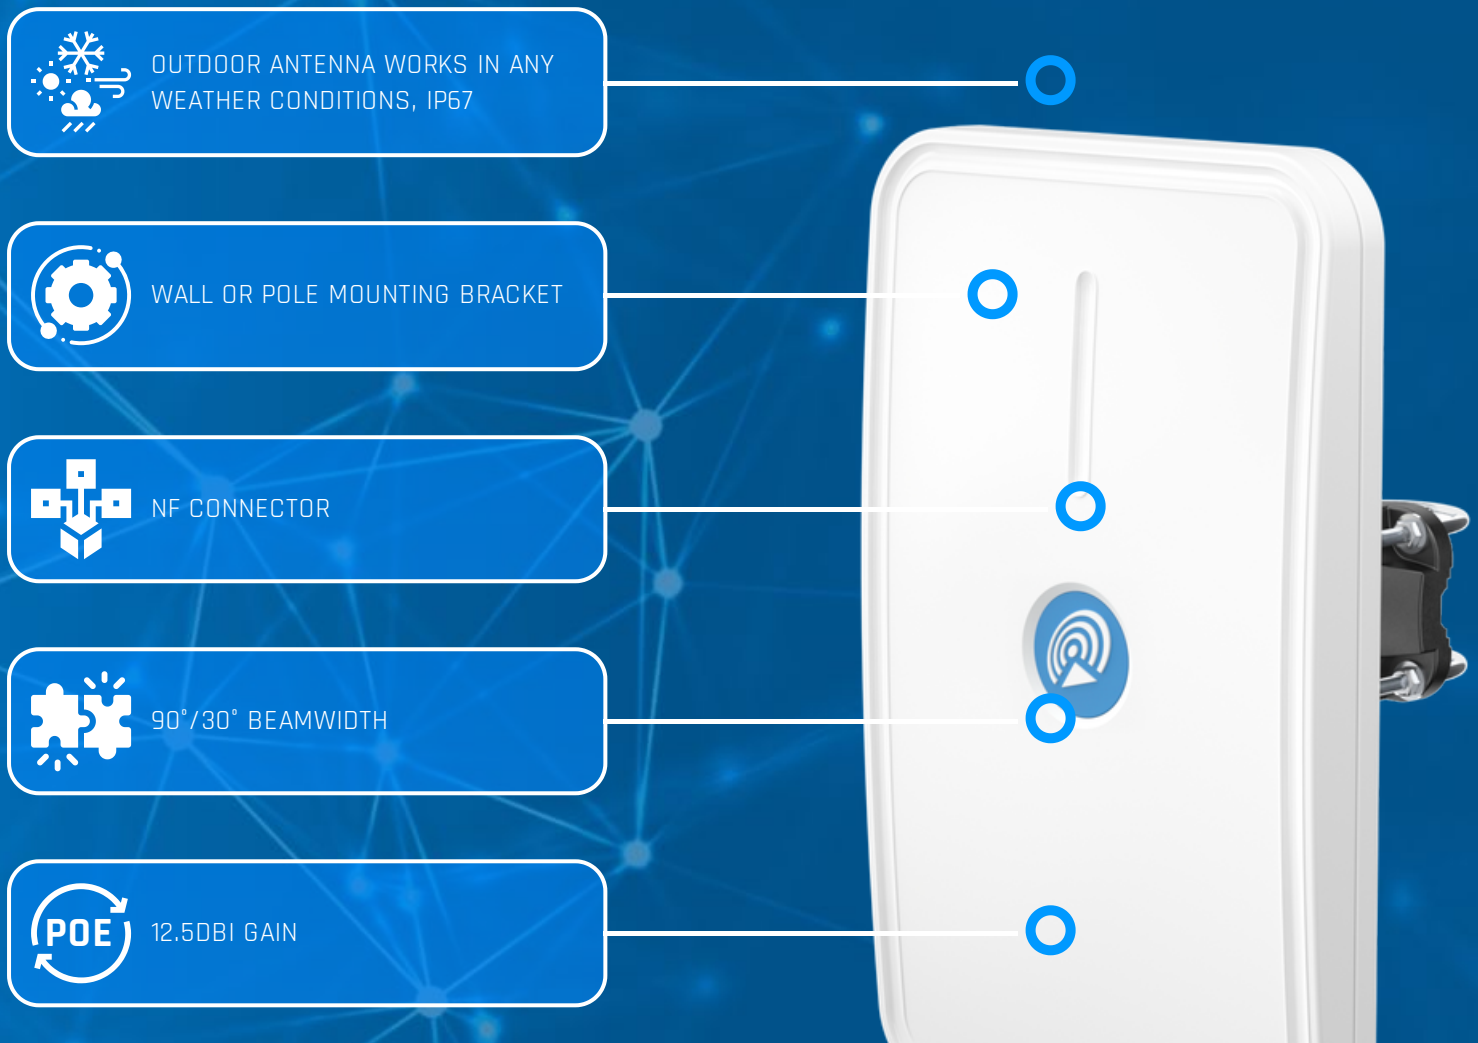 OUTDOOR ANTENNA WORKS IN ANY
WEATHER CONDITIONS, IP67
WALL OR POLE MOUNTING BRACKET
NF CONNECTOR
90°/30° BEAMWIDTH
POE
12.5DBI GAIN